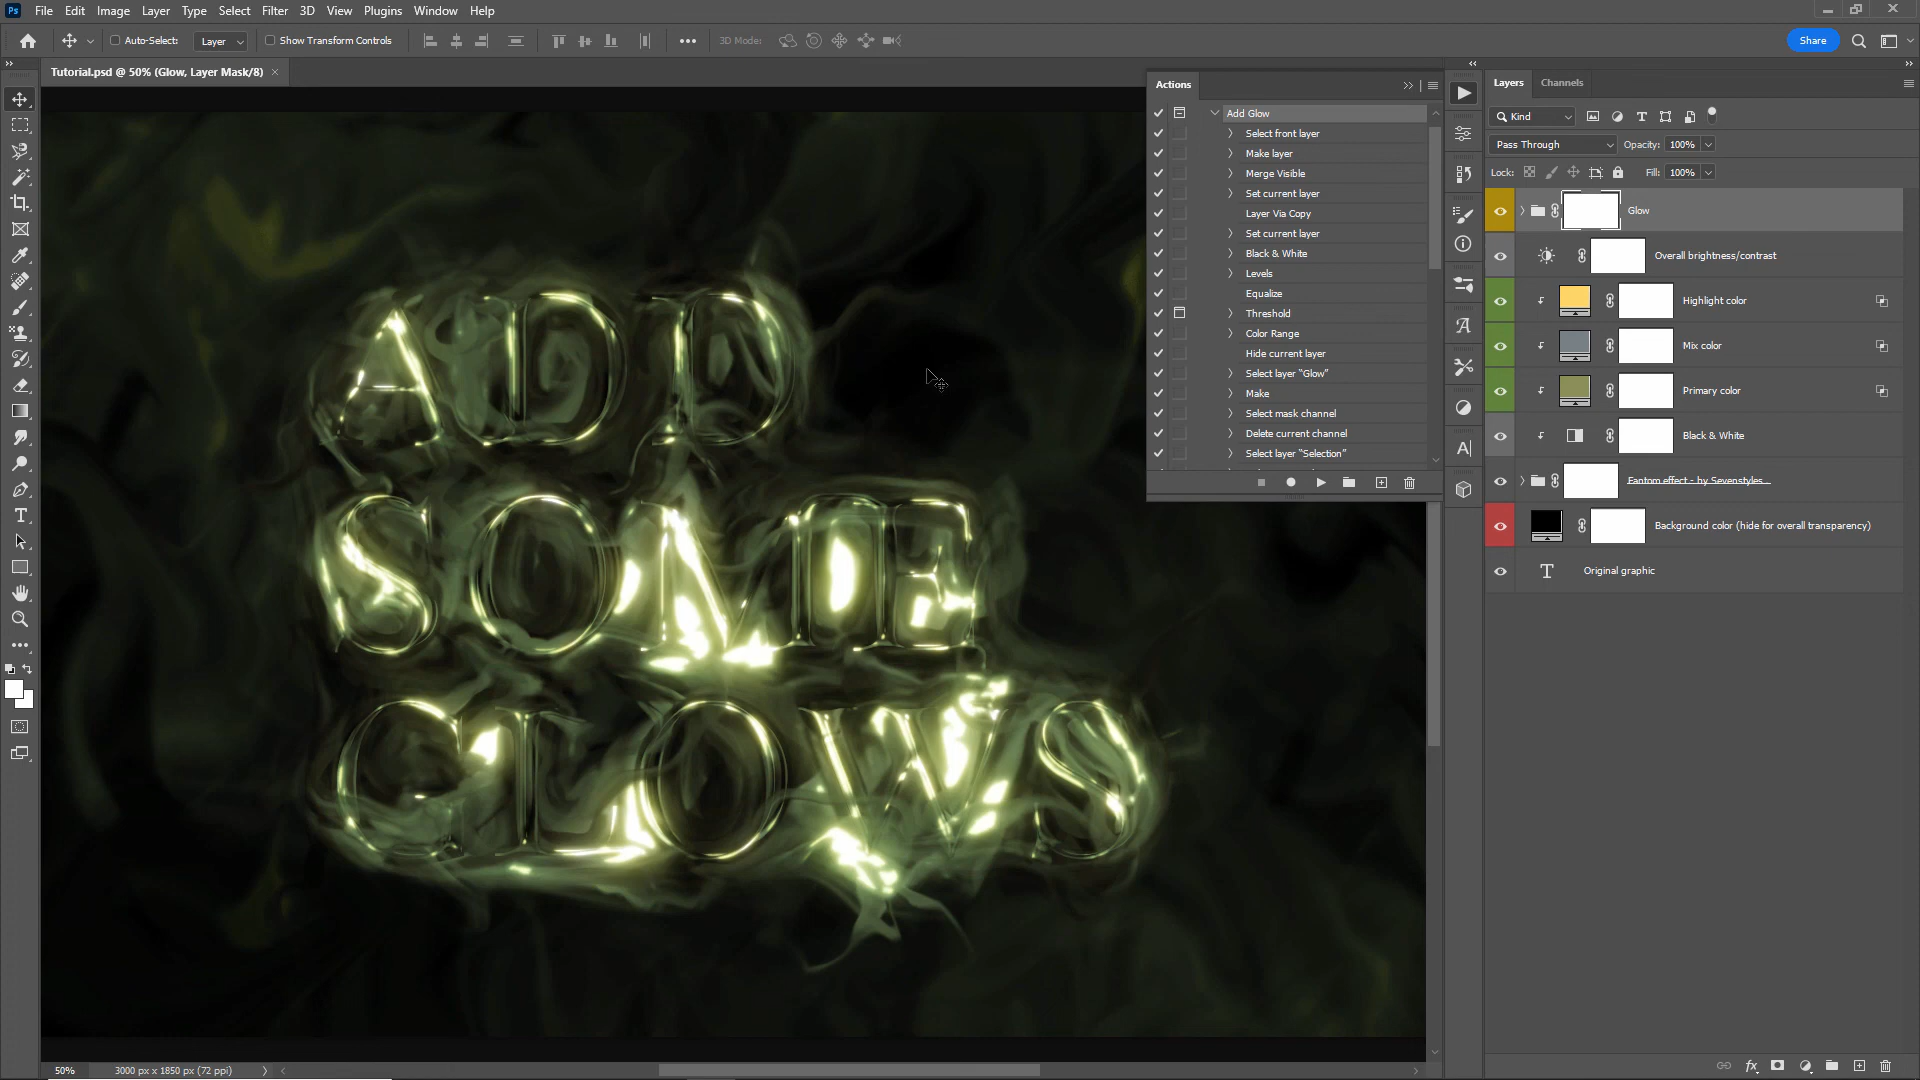 Ps File Edit Image Layer Type Select Filter 3D View Plugins Window Help
Auto-Select: Layer Show Transform Controls 3D Mode: Share
Tutorial.psd @ 50% (Glow, Layer Mask/8)
ADD
SOME
GLOWS
50% 3000 px x 1850 px (72 ppi)
Actions
Add Glow
Select front layer
Make layer
Merge Visible
Set current layer
Layer Via Copy
Set current layer
Black & White
Levels
Equalize
Threshold
Color Range
Hide current layer
Select layer “Glow”
Make
Select mask channel
Delete current channel
Select layer “Selection”
Layers Channels
Kind
Pass Through Opacity: 100%
Lock: Fill: 100%
Glow
Overall brightness/contrast
Highlight color
Mix color
Primary color
Black & White
Fantom effect - by Sevenstyles...
Background color (hide for overall transparency)
Original graphic